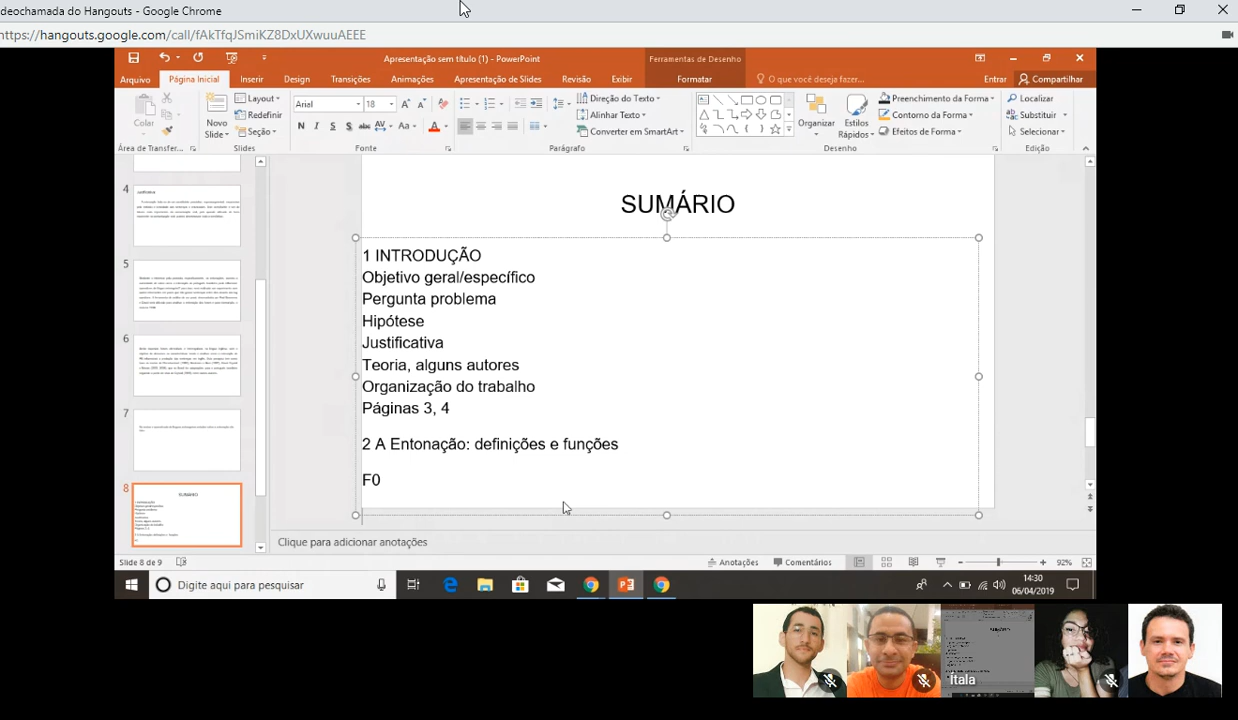 deochamada do Hangouts - Google Chrome
https://hangouts.google.com/call/fAkTfqJSmiKZ8DxUXwuuAEEE
Apresentação sem título (1) - PowerPoint
Ferramentas de Desenho
Arquivo
Página Inicial
Inserir
Design
Transições
Animações
Apresentação de Slides
Revisão
Exibir
Formatar
O que você deseja fazer...
Entrar
Compartilhar
Colar
Novo
Slide
Layout
Redefinir
Seção
Arial
18
Direção do Texto
Alinhar Texto
Converter em SmartArt
Organizar
Estilos
Rápidos
Preenchimento da Forma
Contorno da Forma
Efeitos de Forma
Localizar
Substituir
Selecionar
Área de Transfer...
Slides
Fonte
Parágrafo
Desenho
Edição
4
5
6
7
8
SUMÁRIO
1 INTRODUÇÃO
Objetivo geral/específico
Pergunta problema
Hipótese
Justificativa
Teoria, alguns autores
Organização do trabalho
Páginas 3, 4
2 A Entonação: definições e funções
F0
Clique para adicionar anotações
Slide 8 de 9
Anotações
Comentários
92%
Digite aqui para pesquisar
14:30
06/04/2019
Ítala